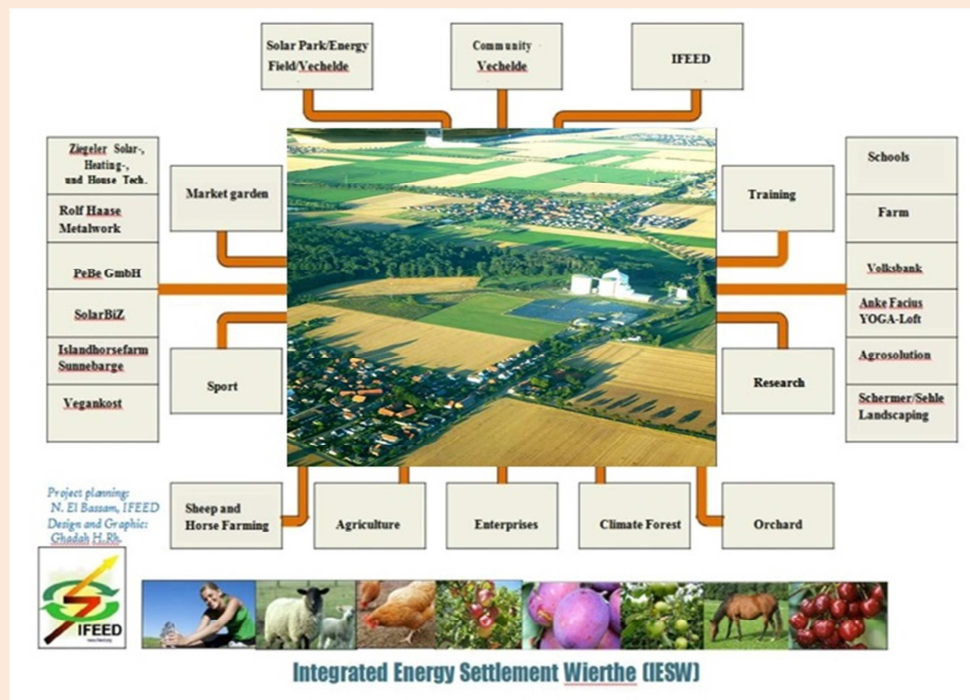 Solar Park/Energy
Field/Vechelde
Community
Vechelde
IFEED
Ziegeler Solar-,
Heating-,
und House Tech.
Rolf Haase
Metalwork
PeBe GmbH
SolarBiZ
Islandhorsefarm
Sunnebarge
Vegankost
Market garden
Sport
Training
Research
Schools
Farm
Volksbank
Anke Facius
YOGA-Loft
Agrosolution
Schermer/Sehle
Landscaping
Sheep and
Horse Farming
Agriculture
Enterprises
Climate Forest
Orchard
Project planning:
N. El Bassam, IFEED
Design and Graphic:
Ghadah H.Rh.
IFEED
Integrated Energy Settlement Wierthe (IESW)